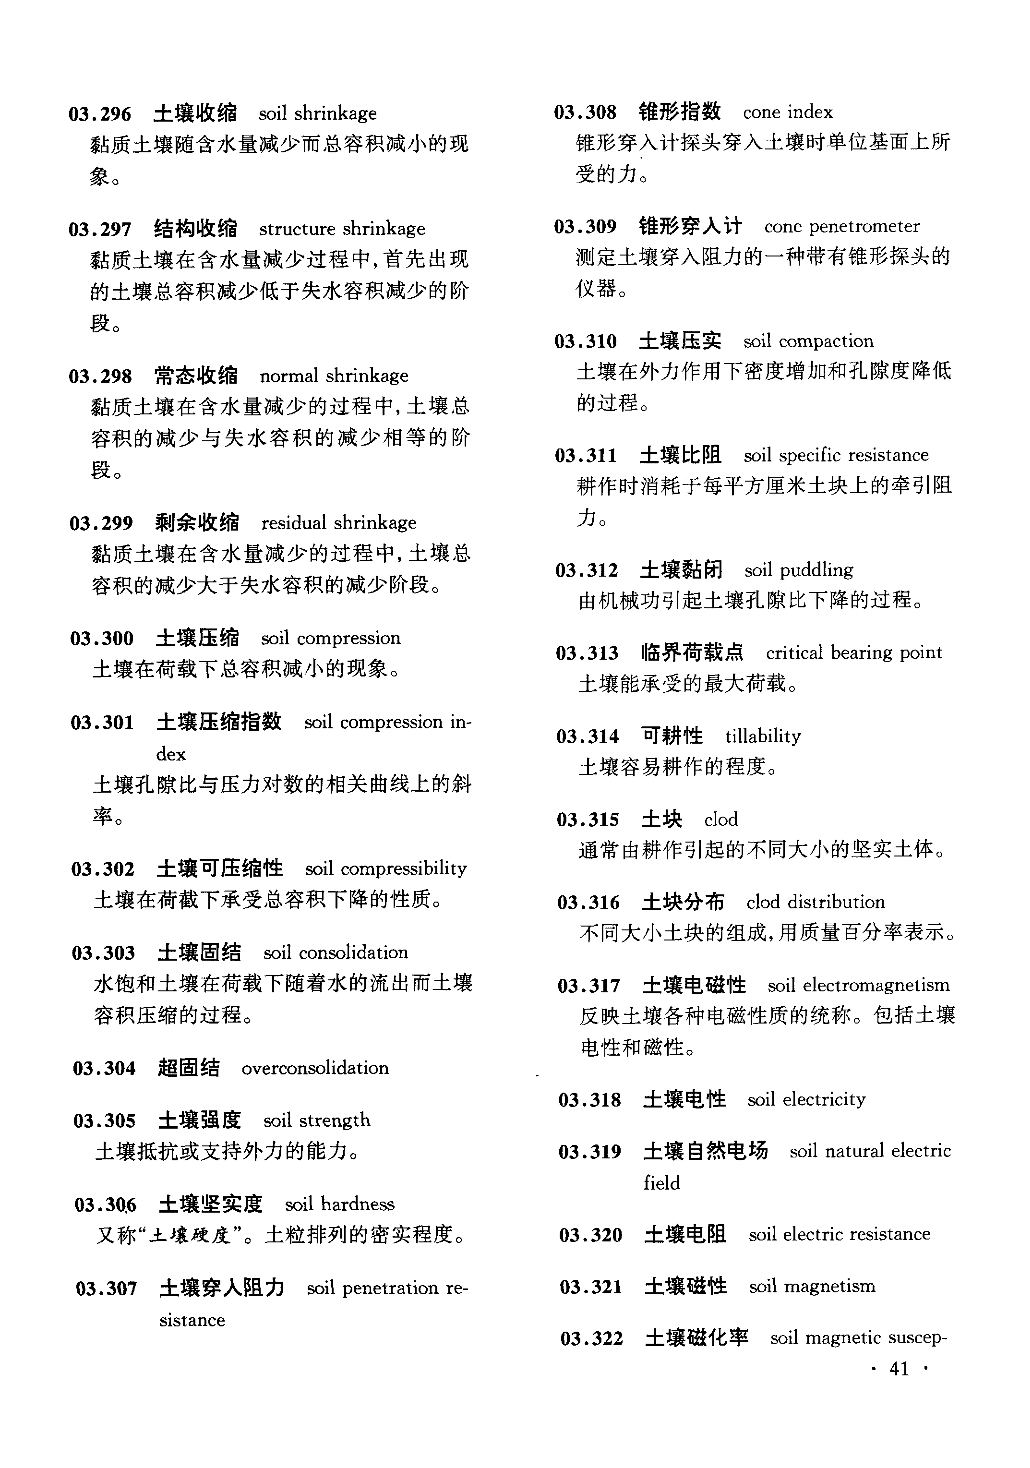 03.296 土壤收缩 soil shrinkage
黏质土壤随含水量减少而总容积减小的现
象。
03.297 结构收缩 structure shrinkage
黏质土壤在含水量减少过程中,首先出现
的土壤总容积减少低于失水容积减少的阶
段。
03.298 常态收缩 normal shrinkage
黏质土壤在含水量减少的过程中,土壤总
容积的减少与失水容积的减少相等的阶
段。
03.299 剩余收缩 residual shrinkage
黏质土壤在含水量减少的过程中,土壤总
容积的减少大于失水容积的减少阶段。
03.300 土壤压缩 soil compression
土壤在荷载下总容积减小的现象。
03.301 土壤压缩指数 soil compression in-
dex
土壤孔隙比与压力对数的相关曲线上的斜
率。
03.302 土壤可压缩性 soil compressibility
土壤在荷截下承受总容积下降的性质。
03.303 土壤固结 soil consolidation
水饱和土壤在荷载下随着水的流出而土壤
容积压缩的过程。
03.304 超固结 overconsolidation
03.305 土壤强度 soil strength
土壤抵抗或支持外力的能力。
03.306 土壤坚实度 soil hardness
又称“土壤硬度”。土粒排列的密实程度。
03.307 土壤穿入阻力 soil penetration re-
sistance
03.308 锥形指数 cone index
锥形穿入计探头穿入土壤时单位基面上所
受的力。
03.309 锥形穿入计 cone penetrometer
测定土壤穿入阻力的一种带有锥形探头的
仪器。
03.310 土壤压实 soil compaction
土壤在外力作用下密度增加和孔隙度降低
的过程。
03.311 土壤比阻 soil specific resistance
耕作时消耗于每平方厘米土块上的牵引阻
力。
03.312 土壤黏闭 soil puddling
由机械功引起土壤孔隙比下降的过程。
03.313 临界荷载点 critical bearing point
土壤能承受的最大荷载。
03.314 可耕性 tillability
土壤容易耕作的程度。
03.315 土块 clod
通常由耕作引起的不同大小的坚实土体。
03.316 土块分布 clod distribution
不同大小土块的组成,用质量百分率表示。
03.317 土壤电磁性 soil electromagnetism
反映土壤各种电磁性质的统称。包括土壤
电性和磁性。
03.318 土壤电性 soil electricity
03.319 土壤自然电场 soil natural electric
field
03.320 土壤电阻 soil electric resistance
03.321 土壤磁性 soil magnetism
03.322 土壤磁化率 soil magnetic suscep-
· 41 ·